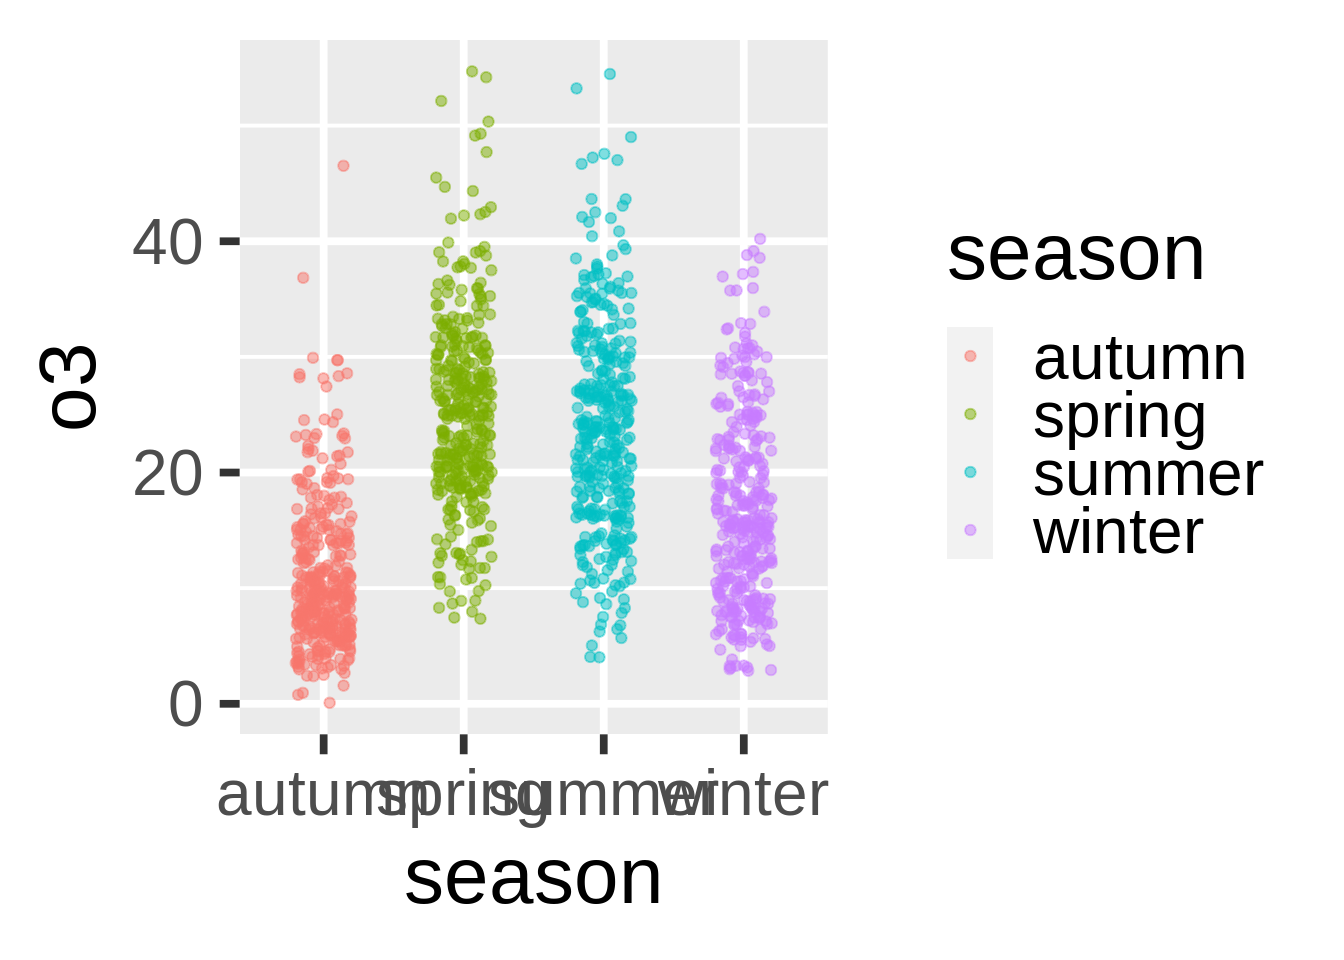 40
20
0
o3
autumn spring summer winter
season
season
autumn
spring
summer
winter